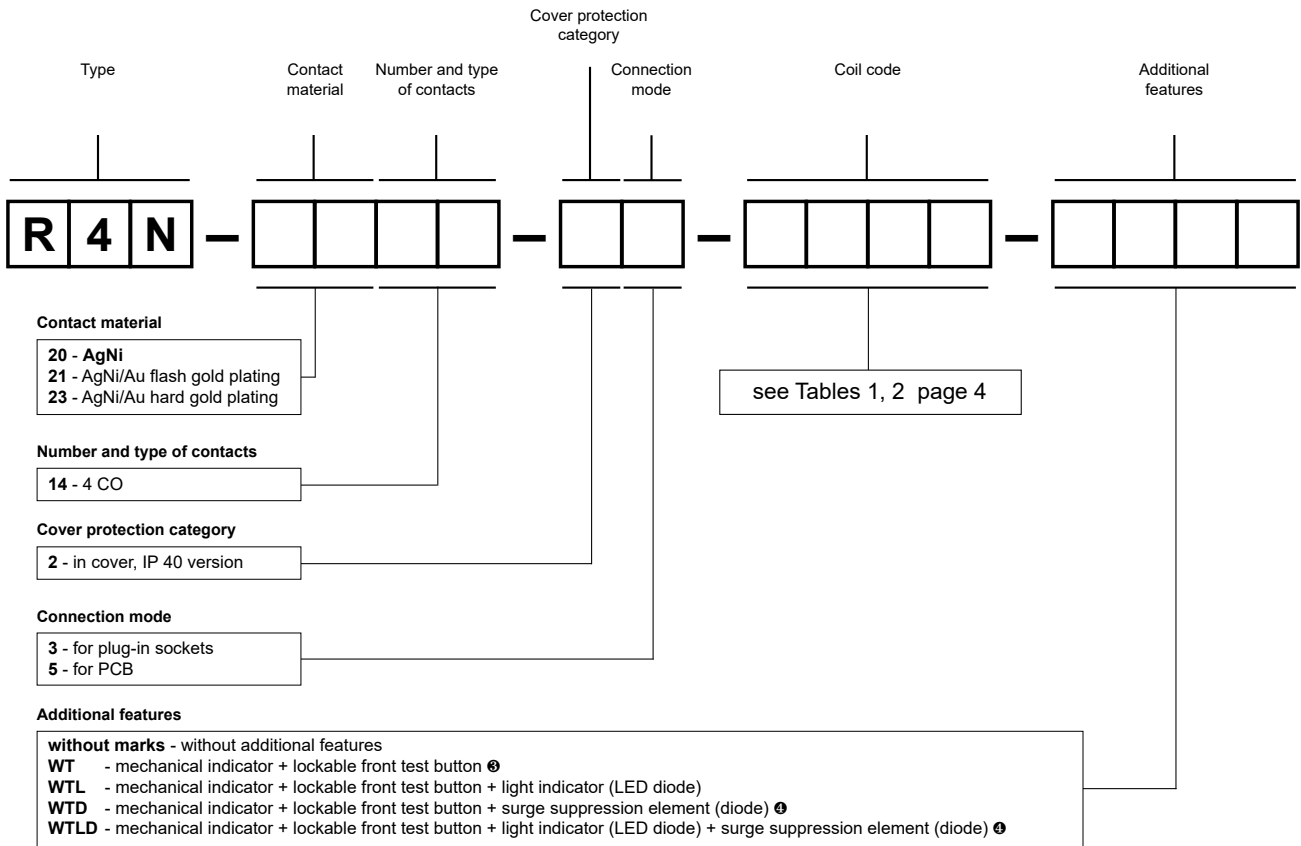 Cover protection
category
Type
Contact
material
Number and type
of contacts
Connection
mode
Coil code
Additional
features
R 4 N – – – –
Contact material
20 - AgNi
21 - AgNi/Au flash gold plating
23 - AgNi/Au hard gold plating
see Tables 1, 2 page 4
Number and type of contacts
14 - 4 CO
Cover protection category
2 - in cover, IP 40 version
Connection mode
3 - for plug-in sockets
5 - for PCB
Additional features
without marks - without additional features
WT - mechanical indicator + lockable front test button ❸
WTL - mechanical indicator + lockable front test button + light indicator (LED diode)
WTD - mechanical indicator + lockable front test button + surge suppression element (diode) ❹
WTLD - mechanical indicator + lockable front test button + light indicator (LED diode) + surge suppression element (diode) ❹